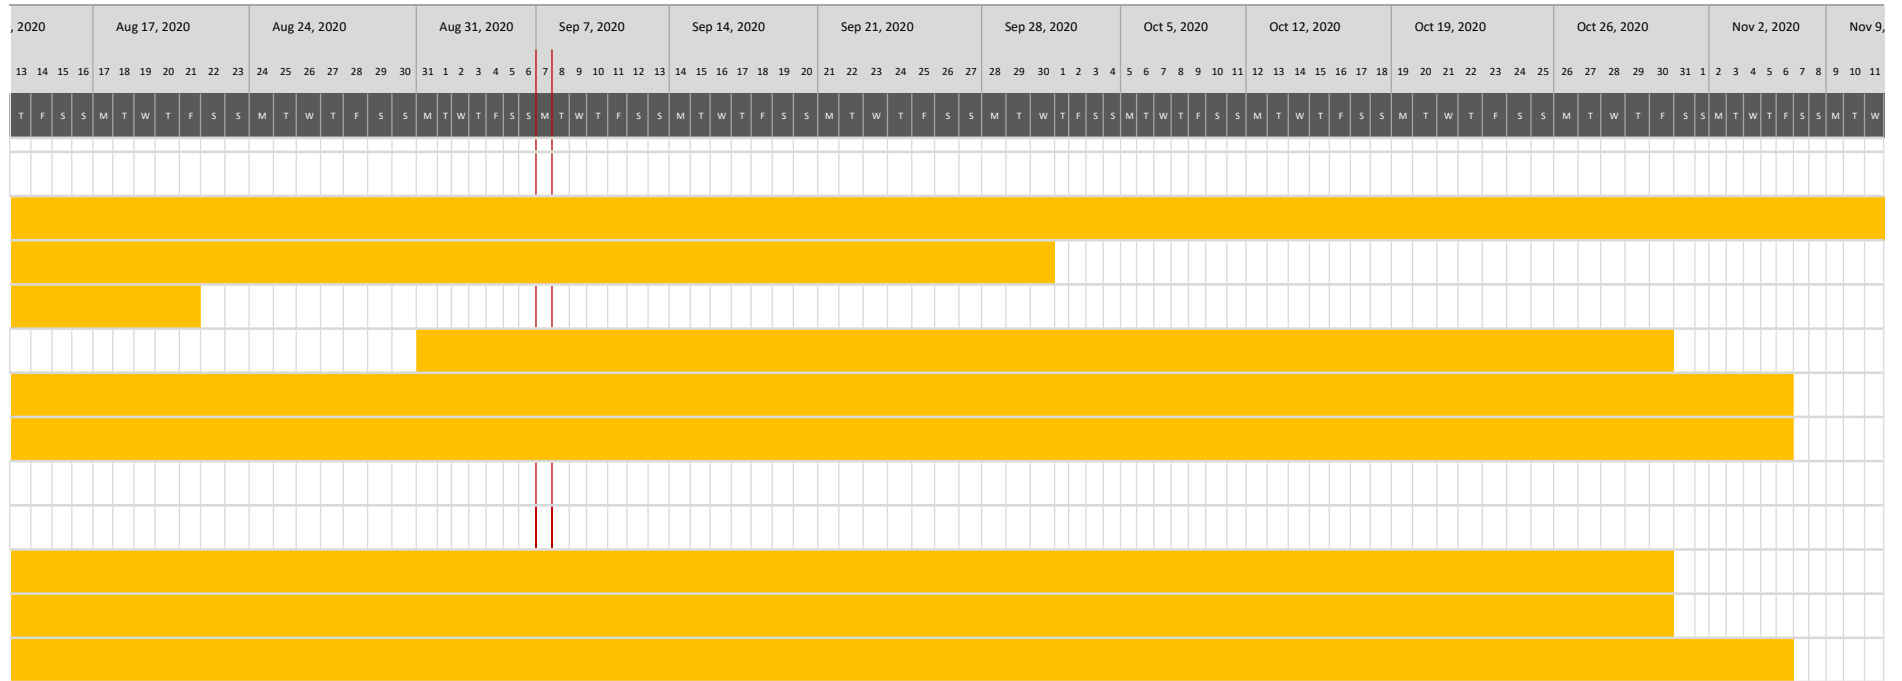 , 2020 Aug 17, 2020 Aug 24, 2020 Aug 31, 2020 Sep 7, 2020 Sep 14, 2020 Sep 21, 2020 Sep 28, 2020 Oct 5, 2020 Oct 12, 2020 Oct 19, 2020 Oct 26, 2020 Nov 2, 2020 Nov 9,
13 14 15 16 17 18 19 20 21 22 23 24 25 26 27 28 29 30 31 1 2 3 4 5 6 7 8 9 10 11 12 13 14 15 16 17 18 19 20 21 22 23 24 25 26 27 28 29 30 1 2 3 4 5 6 7 8 9 10 11 12 13 14 15 16 17 18 19 20 21 22 23 24 25 26 27 28 29 30 31 1 2 3 4 5 6 7 8 9 10 11
T F S S M T W T F S S M T W T F S S M T W T F S S M T W T F S S M T W T F S S M T W T F S S M T W T F S S M T W T F S S M T W T F S S M T W T F S S M T W T F S S M T W T F S S M T W